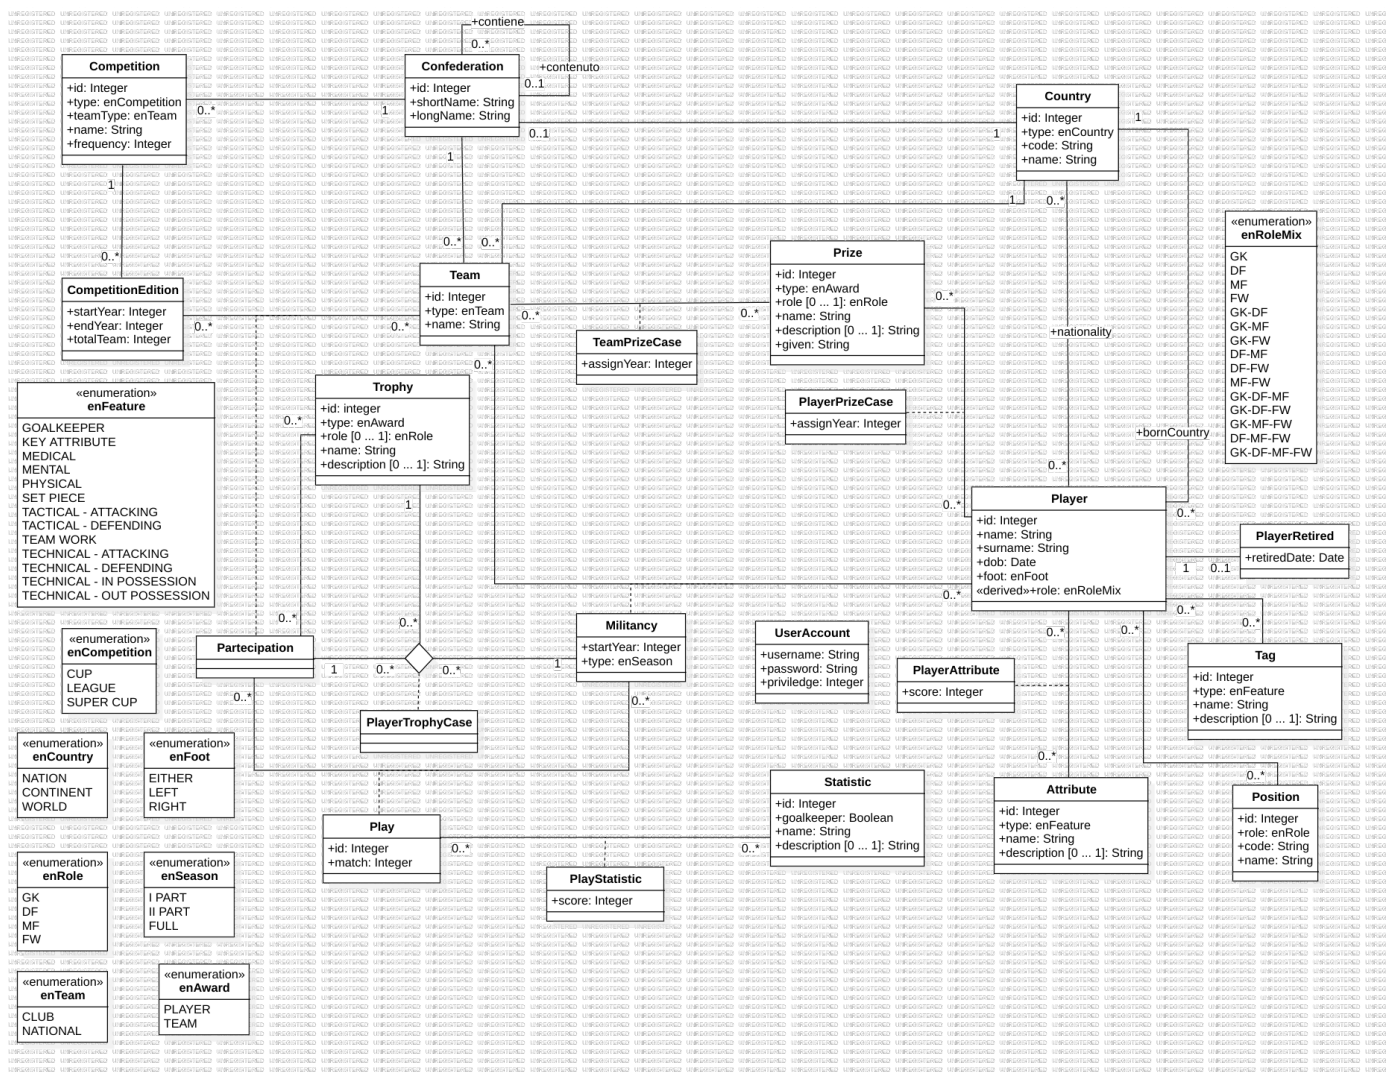 +contiene
0..*
+contenuto
0..1
Competition
+id: Integer
+type: enCompetition
+teamType: enTeam
+name: String
+frequency: Integer
0..*
1
Confederation
+id: Integer
+shortName: String
+longName: String
0..1
1
Country
+id: Integer
+type: enCountry
+code: String
+name: String
1
1
1
0..*
1
0..*
0..*
0..*
«enumeration»
enRoleMix
GK
DF
MF
FW
GK-DF
GK-MF
GK-FW
DF-MF
DF-FW
MF-FW
GK-DF-MF
GK-DF-FW
GK-MF-FW
DF-MF-FW
GK-DF-MF-FW
CompetitionEdition
+startYear: Integer
+endYear: Integer
+totalTeam: Integer
0..*
0..*
Team
+id: Integer
+type: enTeam
+name: String
0..*
0..*
0..*
Prize
+id: Integer
+type: enAward
+role [0 ... 1]: enRole
+name: String
+description [0 ... 1]: String
+given: String
0..*
TeamPrizeCase
+assignYear: Integer
+nationality
PlayerPrizeCase
+assignYear: Integer
+bornCountry
0..*
0..*
0..*
«enumeration»
enFeature
GOALKEEPER
KEY ATTRIBUTE
MEDICAL
MENTAL
PHYSICAL
SET PIECE
TACTICAL - ATTACKING
TACTICAL - DEFENDING
TEAM WORK
TECHNICAL - ATTACKING
TECHNICAL - DEFENDING
TECHNICAL - IN POSSESSION
TECHNICAL - OUT POSSESSION
Trophy
+id: integer
+type: enAward
+role [0 ... 1]: enRole
+name: String
+description [0 ... 1]: String
0..*
1
Player
+id: Integer
+name: String
+surname: String
+dob: Date
+foot: enFoot
«derived»+role: enRoleMix
PlayerRetired
+retiredDate: Date
1
0..1
0..*
0..*
0..*
0..*
0..*
0..*
0..*
«enumeration»
enCompetition
CUP
LEAGUE
SUPER CUP
Partecipation
1
0..*
0..*
1
0..*
Militancy
+startYear: Integer
+type: enSeason
0..*
UserAccount
+username: String
+password: String
+priviledge: Integer
PlayerAttribute
+score: Integer
Tag
+id: Integer
+type: enFeature
+name: String
+description [0 ... 1]: String
PlayerTrophyCase
«enumeration»
enCountry
NATION
CONTINENT
WORLD
«enumeration»
enFoot
EITHER
LEFT
RIGHT
0..*
0..*
Play
+id: Integer
+match: Integer
0..*
0..*
Statistic
+id: Integer
+goalkeeper: Boolean
+name: String
+description [0 ... 1]: String
Attribute
+id: Integer
+type: enFeature
+name: String
+description [0 ... 1]: String
Position
+id: Integer
+role: enRole
+code: String
+name: String
PlayStatistic
+score: Integer
«enumeration»
enRole
GK
DF
MF
FW
«enumeration»
enSeason
I PART
II PART
FULL
«enumeration»
enTeam
CLUB
NATIONAL
«enumeration»
enAward
PLAYER
TEAM